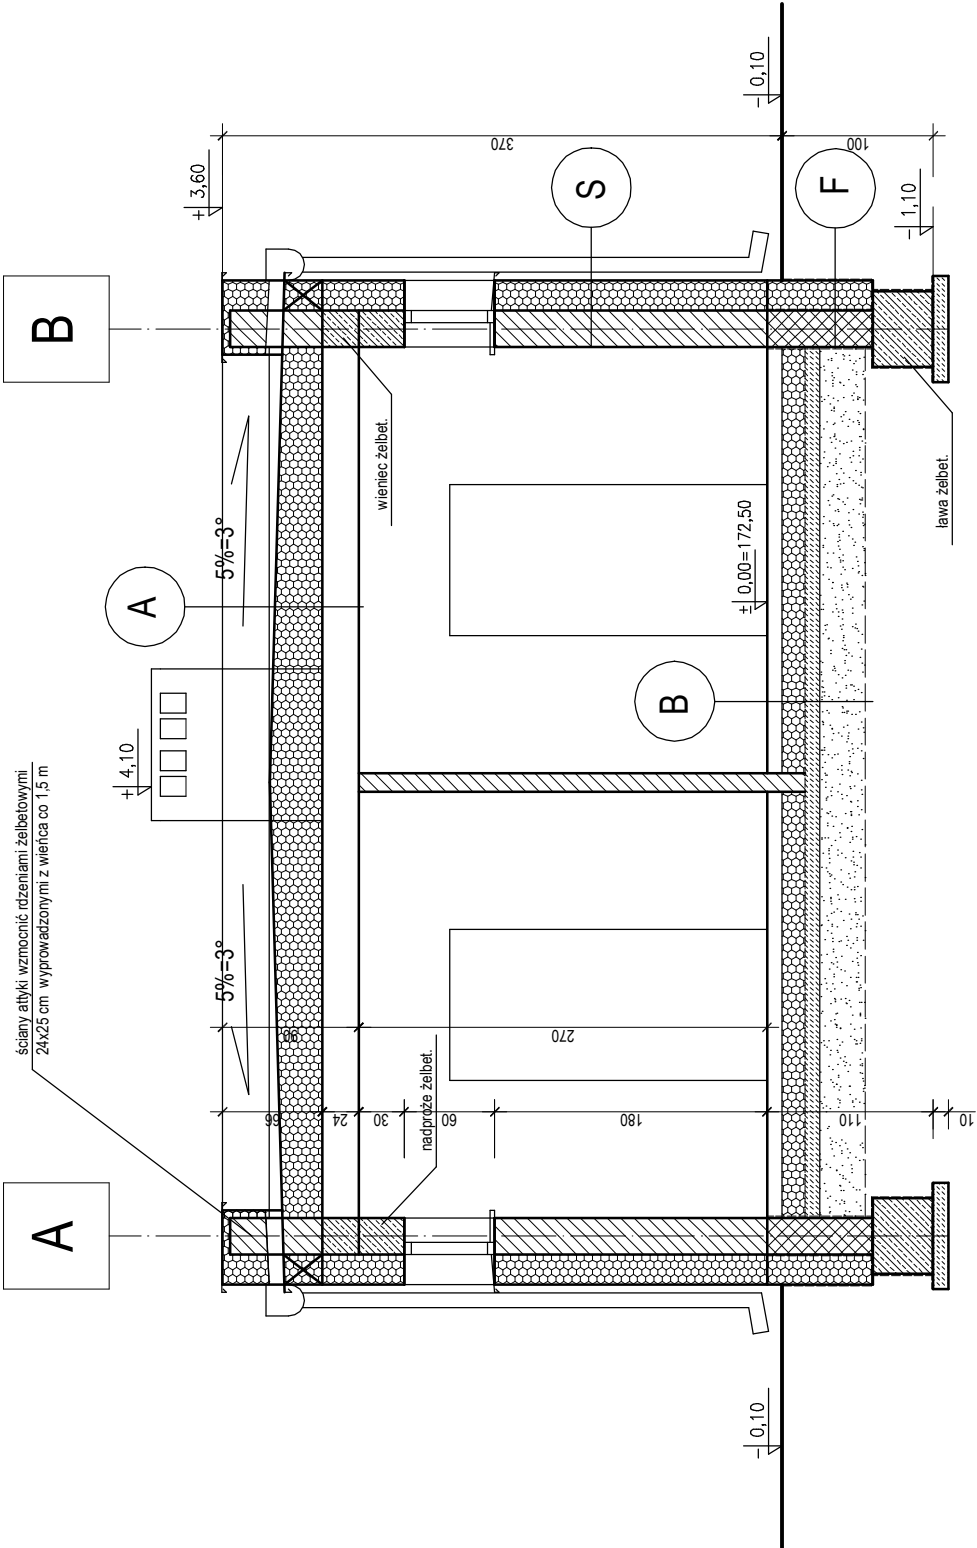 ściany attyki wzmocnić rdzeniami żelbetowymi
24x25 cm wyprowadzonymi z wieńca co 1,5 m
A
B
+ 4,10
+ 3,60
5%=3°
5%=3°
A
wieniec żelbet.
nadproże żelbet.
90
270
66
24
30
60
180
110
10
370
100
S
F
B
± 0,00=172,50
- 0,10
- 0,10
- 1,10
ława żelbet.